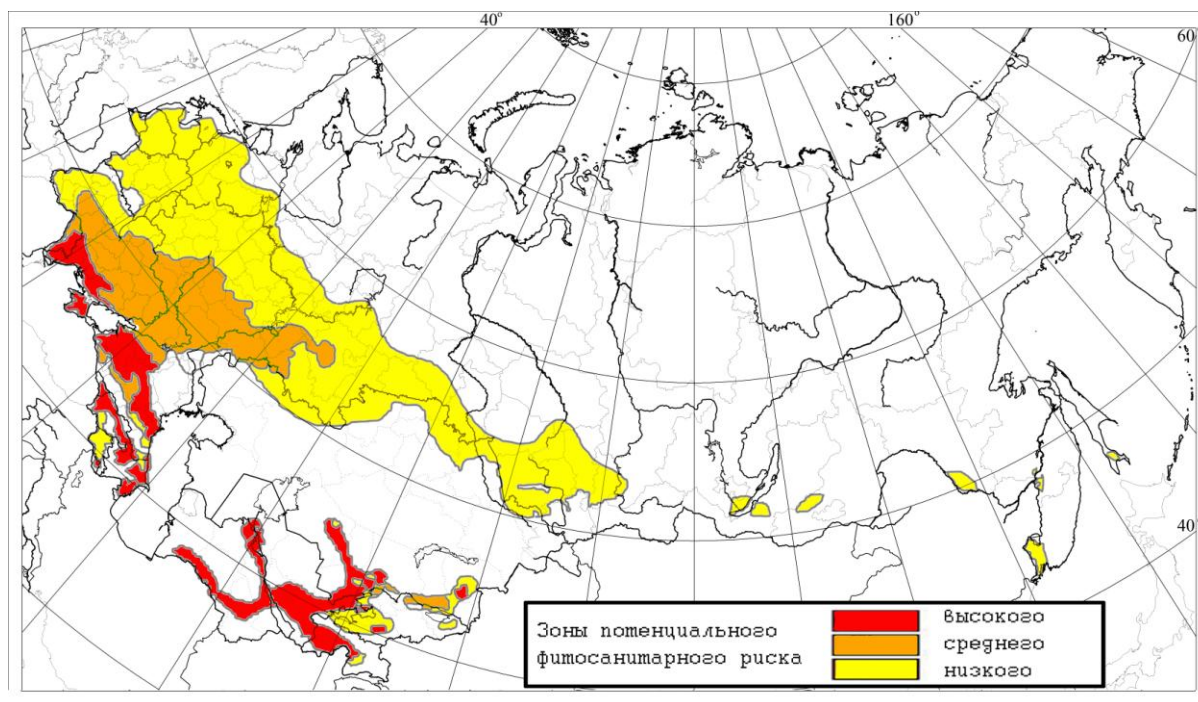 40°
160°
60
40
Зоны потенциального
фитосанитарного риска
высокого
среднего
низкого